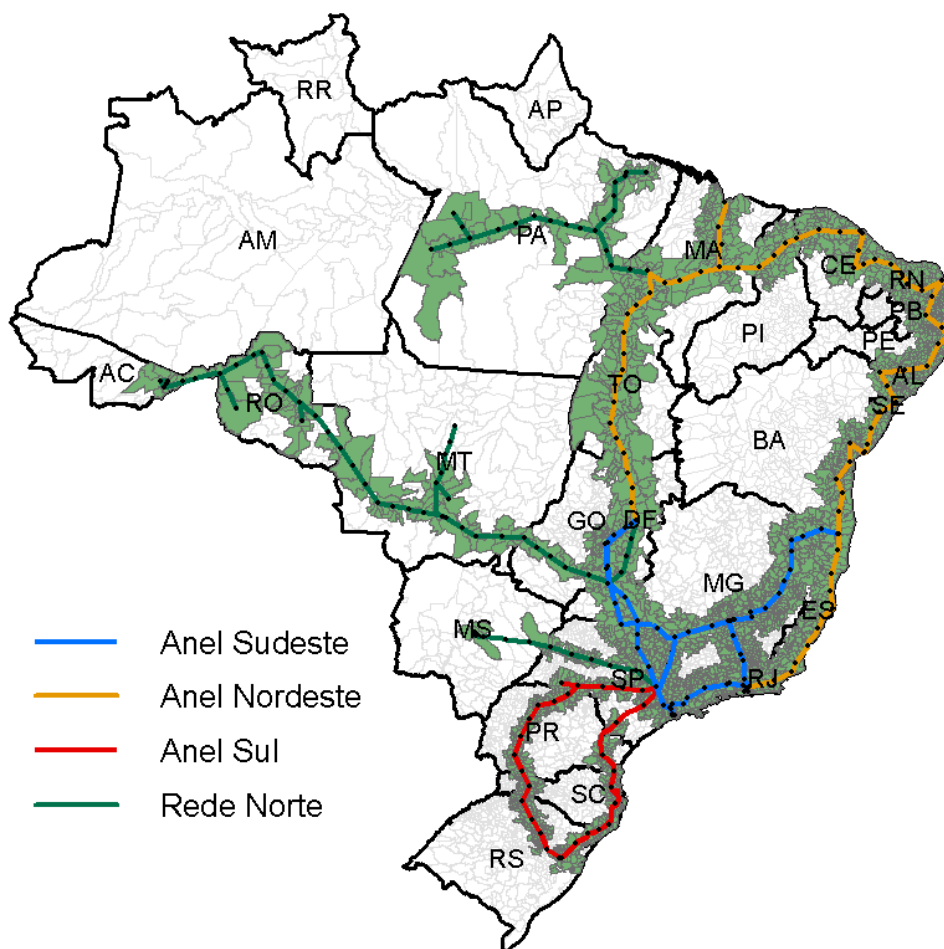 RR
AP
AM
PA
MA
CE
RN
PB
PI
PE
AC
TO
AL
RO
SE
BA
MT
GO
DF
MG
ES
MS
Anel Sudeste
SP
RJ
Anel Nordeste
PR
Anel Sul
SC
Rede Norte
RS